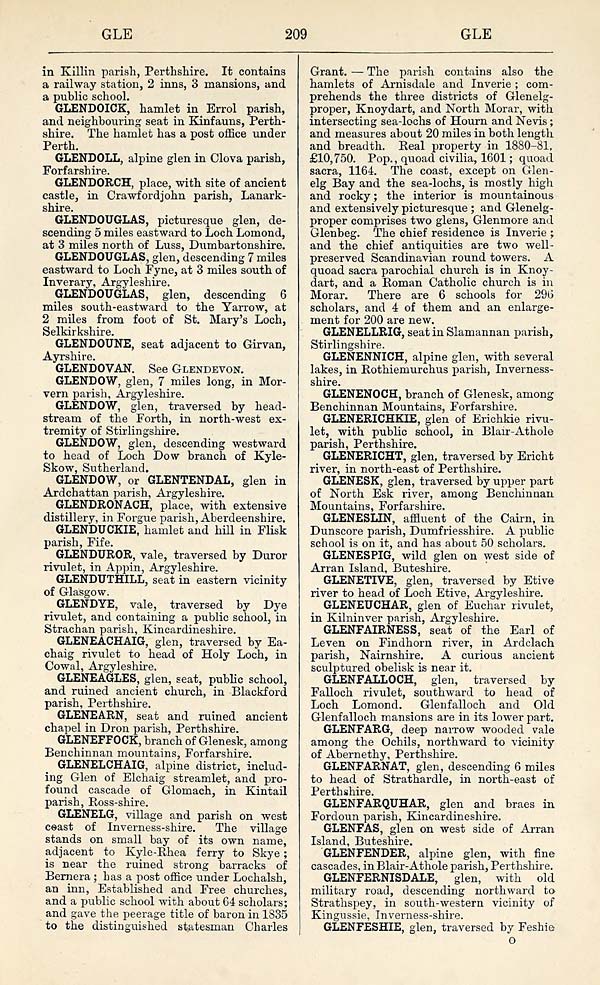 GLE 209 GLE
in Killin parish, Perthshire. It contains
a railway station, 2 inns, 3 mansions, and
a public school.
GLENDOICK, hamlet in Errol parish,
and neighbouring seat in Kinfauns, Perth-
shire. The hamlet has a post office under
Perth.
GLENDOLL, alpine glen in Clova parish,
Forfarshire.
GLENDORCH, place, with site of ancient
castle, in Crawfordjohn parish, Lanark-
shire.
GLENDOUGLAS, picturesque glen, de-
scending 5 miles eastward to Loch Lomond,
at 3 miles north of Luss, Dumbartonshire.
GLENDOUGLAS, glen, descending 7 miles
eastward to Loch Fyne, at 3 miles south of
Inverary, Argyleshire.
GLENDOUGLAS, glen, descending 6
miles south-eastward to the Yarrow, at
2 miles from foot of St. Mary's Loch,
Selkirkshire.
GLENDOUNE, seat adjacent to Girvan,
Ayrshire.
GLENDOVAN. See GLENDEVON.
GLENDOW, glen, 7 miles long, in Mor-
vern parish, Argyleshire.
GLENDOW, glen, traversed by head-
stream of the Forth, in north-west ex-
tremity of Stirlingshire.
GLENDOW, glen, descending westward
to head of Loch Dow branch of Kyle-
Skow, Sutherland.
GLENDOW, or GLENTENDAL, glen in
Ardchattan parish, Argyleshire.
GLENDRONACH, place, with extensive
distillery, in Forgue parish, Aberdeenshire.
GLENDUCKIE, hamlet and hill in Flisk
parish, Fife.
GLENDUROR, vale, traversed by Duror
rivulet, in Appin, Argyleshire.
GLENDUTHILL, seat in eastern vicinity
of Glasgow.
GLENDYE, vale, traversed by Dye
rivulet, and containing a public school, in
Strachan parish, Kincardineshire.
GLENEACHAIG, glen, traversed by Ea-
chaig rivulet to head of Holy Loch, in
Cowal, Argyleshire.
GLENEAGLES, glen, seat, public school,
and ruined ancient church, in Blackford
parish, Perthshire.
GLENEARN, seat and ruined ancient
chapel in Dron parish, Perthshire.
GLENEFFOCK, branch of Glenesk, among
Benchinnan mountains, Forfarshire.
GLENELCHAIG, alpine district, includ-
ing Glen of Elchaig streamlet, and pro-
found cascade of Glomach, in Kintail
parish, Ross-shire.
GLENELG, village and parish on west
coast of Inverness-shire. The village
stands on small bay of its own name,
adjacent to Kyle-Rhea ferry to Skye;
is near the ruined strong barracks of
Bernera; has a post office under Lochalsh,
an inn, Established and Free churches,
and a public school with about 64 scholars;
and gave the peerage title of baron in 1835
to the distinguished statesman Charles
Grant. — The parish contains also the
hamlets of Arnisdale and Inverie; com-
prehends the three districts of Glenelg-
proper, Knoydart, and North Morar, with
intersecting sea-lochs of Hourn and Nevis;
and measures about 20 miles in both length
and breadth. Real property in 1880-81,
£10,750. Pop., quoad civilia, 1601; quoad
sacra, 1164. The coast, except on Glen-
elg Bay and the sea-lochs, is mostly high
and rocky; the interior is mountainous
and extensively picturesque; and Glenelg-
proper comprises two glens, Glenmore and
Glenbeg. The chief residence is Inverie;
and the chief antiquities are two well-
preserved Scandinavian round towers. A
quoad sacra parochial church is in Knoy-
dart, and a Roman Catholic church is in
Morar. There are 6 schools for 296
scholars, and 4 of them and an enlarge-
ment for 200 are new.
GLENELLRIG, seat in Slamannan parish,
Stirlingshire.
GLENENNICH, alpine glen, with several
lakes, in Rothiemurchus parish, Inverness-
shire.
GLENENOCH, branch of Glenesk, among
Benchinnan Mountains, Forfarshire.
GLENERICHKIE, glen of Erichkie rivu-
let, with public school, in Blair-Athole
parish, Perthshire.
GLENERICHT, glen, traversed by Ericht
river, in north-east of Perthshire.
GLENESK, glen, traversed by upper part
of North Esk river, among Benchinnan
Mountains, Forfarshire.
GLENESLIN, affluent of the Cairn, in
Dunscore parish, Dumfriesshire. A public
school is on it, and has about 50 scholars.
GLENESPIG, wild glen on west side of
Arran Island, Buteshire.
GLENETIVE, glen, traversed by Etive
river to head of Loch Etive, Argyleshire.
GLENEUCHAR, glen of Euchar rivulet,
in Kilninver parish, Argyleshire.
GLENFAIRNESS, seat of the Earl of
Leven on Findhorn river, in Ardclach
parish, Nairnshire. A curious ancient
sculptured obelisk is near it.
GLENFALLOCH, glen, traversed by
Falloch rivulet, southward to head of
Loch Lomond. Glenfalloch and Old
Glenfalloch mansions are in its lower part.
GLENFARG, deep narrow wooded vale
among the Ochils, northward to vicinity
of Abernethy, Perthshire.
GLENFARNAT, glen, descending 6 miles
to head of Strathardle, in north-east of
Perthshire.
GLENFARQUHAR, glen and braes in
Fordoun parish, Kincardineshire.
GLENFAS, glen on west side of Arran
Island, Buteshire.
GLENFENDER, alpine glen, with fine
cascades, in Blair-Athole parish, Perthshire.
GLENFERNISDALE, glen, with old
military road, descending northward to
Strathspey, in south-western vicinity of
Kingussie, Inverness-shire.
GLENFESHIE, glen, traversed by Feshie
O